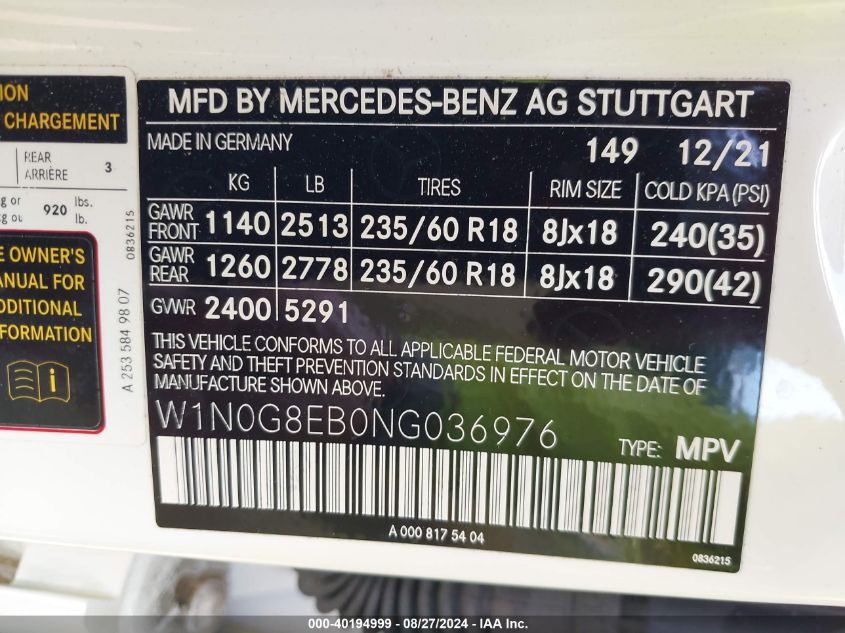 ION
CHARGEMENT
REAR
ARRIÈRE 3
g or 920 lbs.
kg ou lb.
0836215
E OWNER'S
MANUAL FOR
DDITIONAL
FORMATION
A 253 584 98 07
MFD BY MERCEDES-BENZ AG STUTTGART
MADE IN GERMANY 149 12/21
KG LB TIRES RIM SIZE COLD KPA (PSI)
GAWR FRONT 1140 2513 235/60 R18 8Jx18 240(35)
GAWR REAR 1260 2778 235/60 R18 8Jx18 290(42)
GVWR 2400 5291
THIS VEHICLE CONFORMS TO ALL APPLICABLE FEDERAL MOTOR VEHICLE
SAFETY AND THEFT PREVENTION STANDARDS IN EFFECT ON THE DATE OF
MANUFACTURE SHOWN ABOVE.
W1N0G8EB0NG036976 TYPE: MPV
A 000 817 54 04
0836215
000-40194999 - 08/27/2024 - IAA Inc.